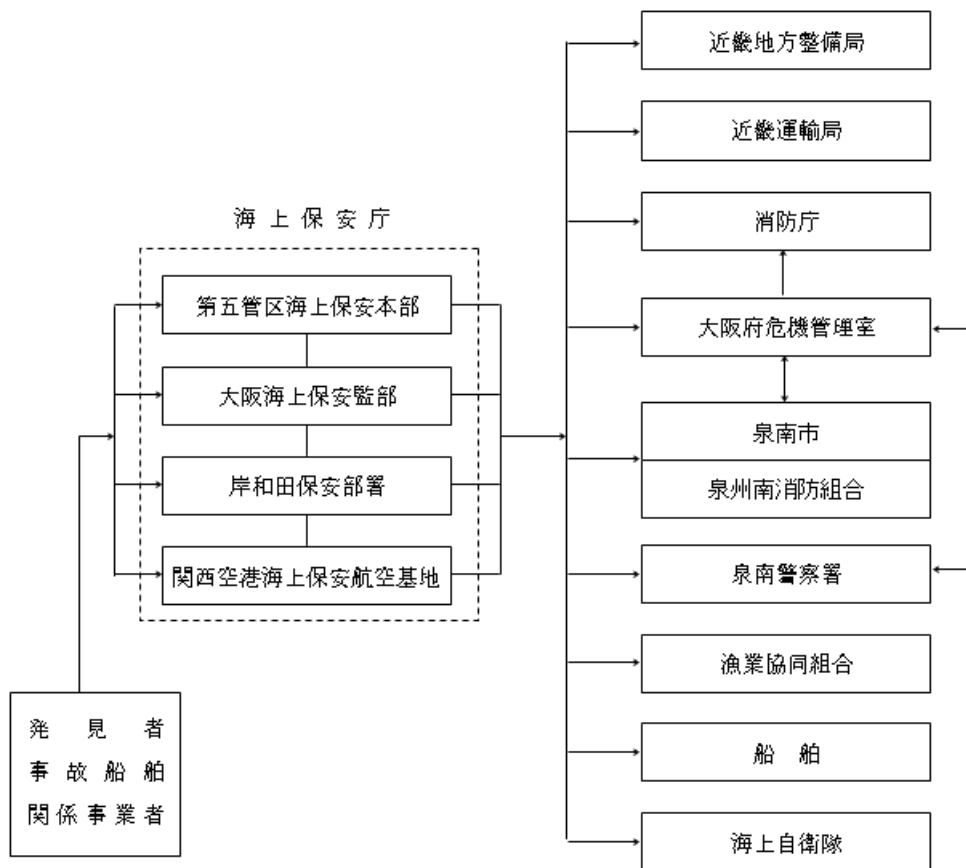 海上保安庁
第五管区海上保安本部
大阪海上保安監部
岸和田保安部署
関西空港海上保安航空基地
発見者
事故船舶
関係事業者
近畿地方整備局
近畿運輸局
消防庁
大阪府危機管理室
泉南市
泉州南消防組合
泉南警察署
漁業協同組合
船舶
海上自衛隊